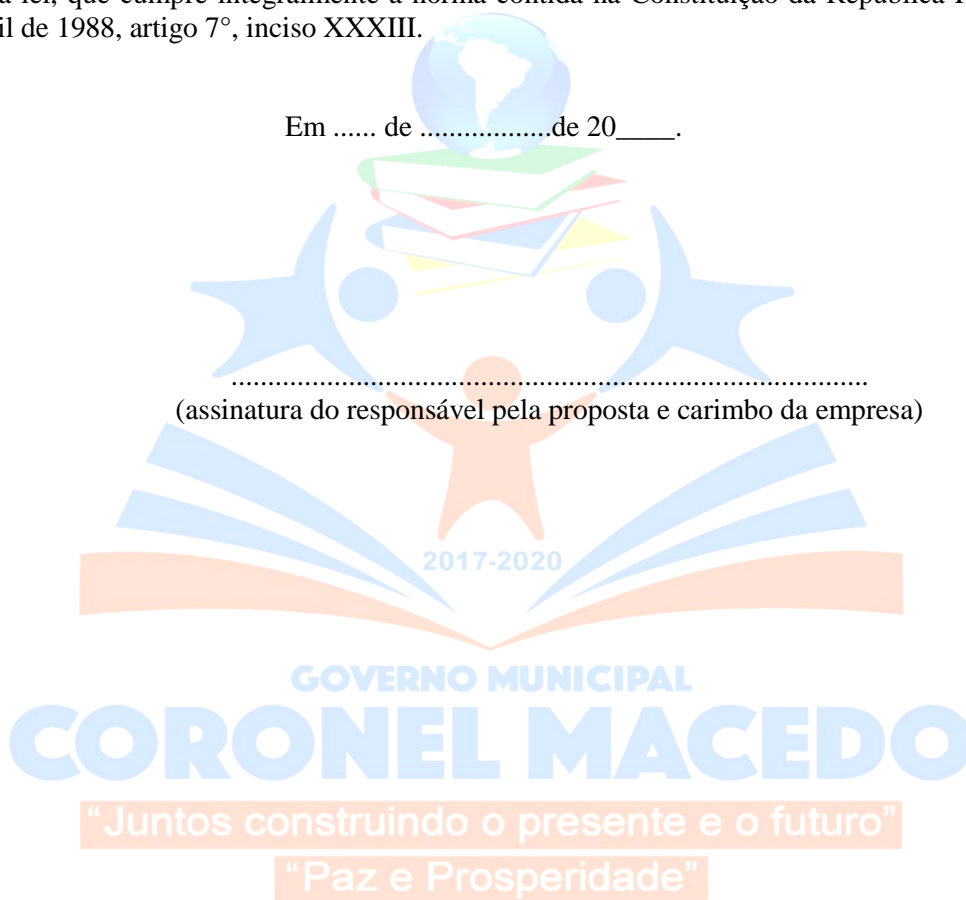 lei, que cumpre integralmente a norma contida na Constituição da República
il de 1988, artigo 7°, inciso XXXIII.
Em ...... de ..................de 20____.
.......................................................................................
(assinatura do responsável pela proposta e carimbo da empresa)
2017-2020
GOVERNO MUNICIPAL
CORONEL MACEDO
“Juntos construindo o presente e o futuro”
“Paz e Prosperidade”